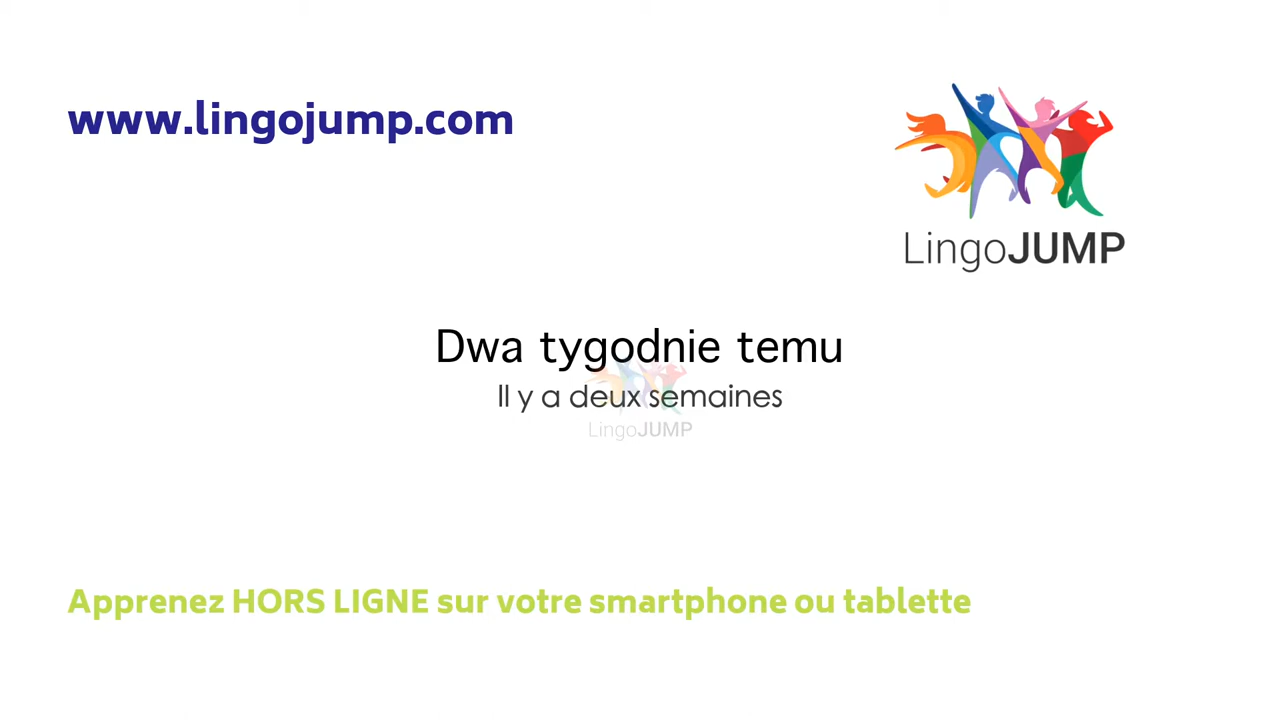 www.lingojump.com
LingoJUMP
Dwa tygodnie temu
Il y a deux semaines
LingoJUMP
Apprenez HORS LIGNE sur votre smartphone ou tablette